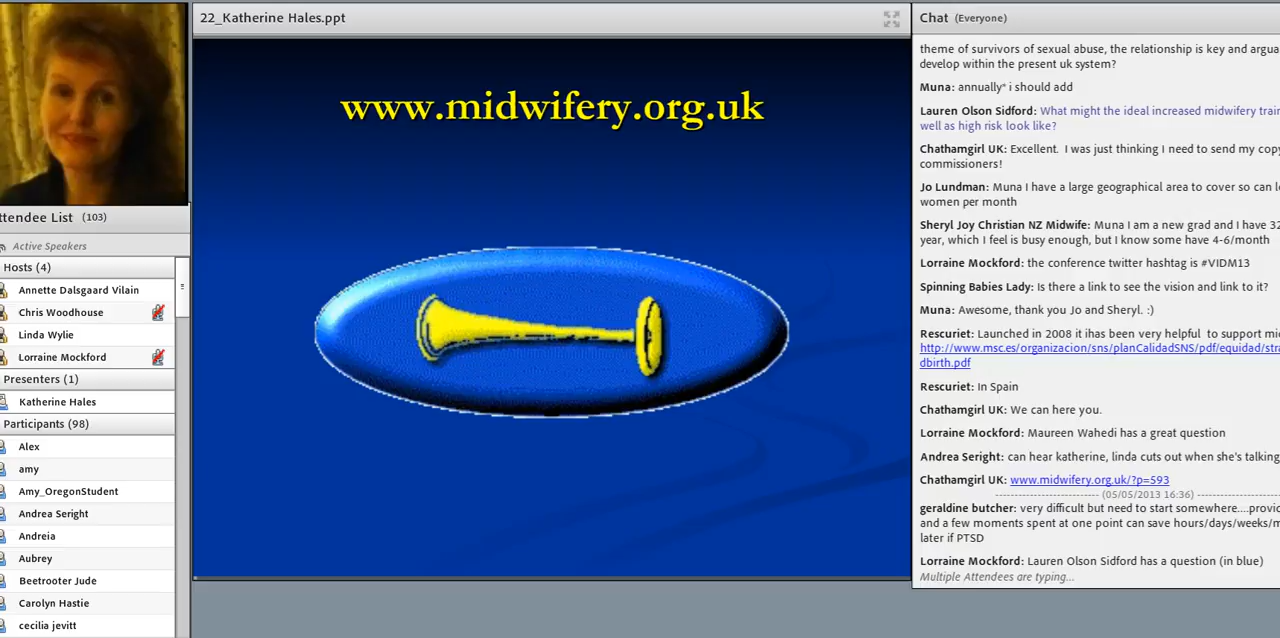 22_Katherine Hales.ppt
www.midwifery.org.uk
ttendee List (103)
Active Speakers
Hosts (4)
Annette Dalsgaard Vilain
Chris Woodhouse
Linda Wylie
Lorraine Mockford
Presenters (1)
Katherine Hales
Participants (98)
Alex
amy
Amy_OregonStudent
Andrea Seright
Andreia
Aubrey
Beetrooter Jude
Carolyn Hastie
cecilia jevitt
Chat (Everyone)
theme of survivors of sexual abuse, the relationship is key and argua
develop within the present uk system?
Muna: annually* i should add
Lauren Olson Sidford: What might the ideal increased midwifery train
well as high risk look like?
Chathamgirl UK: Excellent. I was just thinking I need to send my copy
commissioners!
Jo Lundman: Muna I have a large geographical area to cover so can
women per month
Sheryl Joy Christian NZ Midwife: Muna I am a new grad and I have 32
year, which I feel is busy enough, but I know some have 4-6/month
Lorraine Mockford: the conference twitter hashtag is #VIDM13
Spinning Babies Lady: Is there a link to see the vision and link to it?
Muna: Awesome, thank you Jo and Sheryl. :)
Rescuriet: Launched in 2008 it ihas been very helpful to support mi
http://www.msc.es/organizacion/sns/planCalidadSNS/pdf/equidad/stra
dbirth.pdf
Rescuriet: In Spain
Chathamgirl UK: We can here you.
Lorraine Mockford: Maureen Wahedi has a great question
Andrea Seright: can hear katherine, linda cuts out when she's talking
Chathamgirl UK: www.midwifery.org.uk/?p=593
(05/05/2013 16:36)
geraldine butcher: very difficult but need to start somewhere....provid
and a few moments spent at one point can save hours/days/weeks/m
later if PTSD
Lorraine Mockford: Lauren Olson Sidford has a question (in blue)
Multiple Attendees are typing...